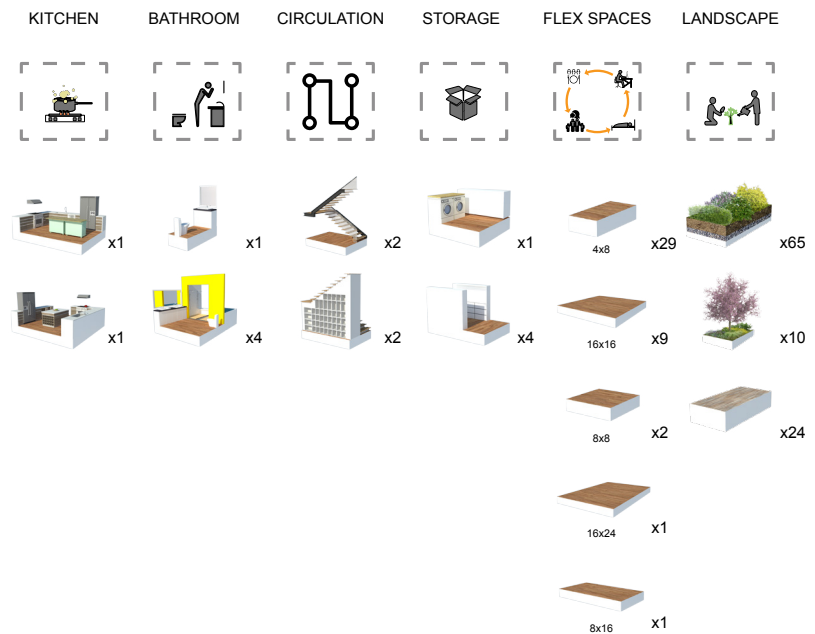 KITCHEN BATHROOM CIRCULATION STORAGE FLEX SPACES LANDSCAPE
x1 x1 x2 x1 4x8 x29 x65
x1 x4 x2 x4 16x16 x9 x10
8x8 x2 x24
16x24 x1
8x16 x1